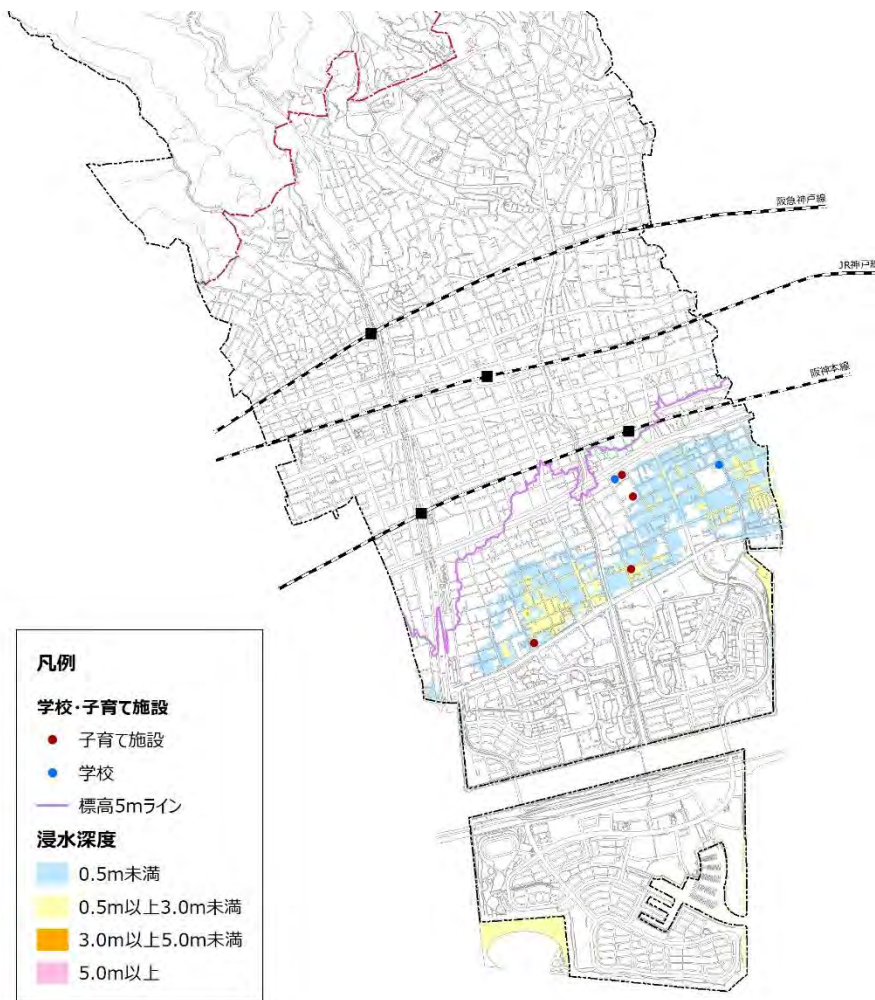 阪急神戸線
JR神戸線
阪神本線
凡例
学校・子育て施設
子育て施設
学校
標高5mライン
浸水深度
0.5m未満
0.5m以上3.0m未満
3.0m以上5.0m未満
5.0m以上